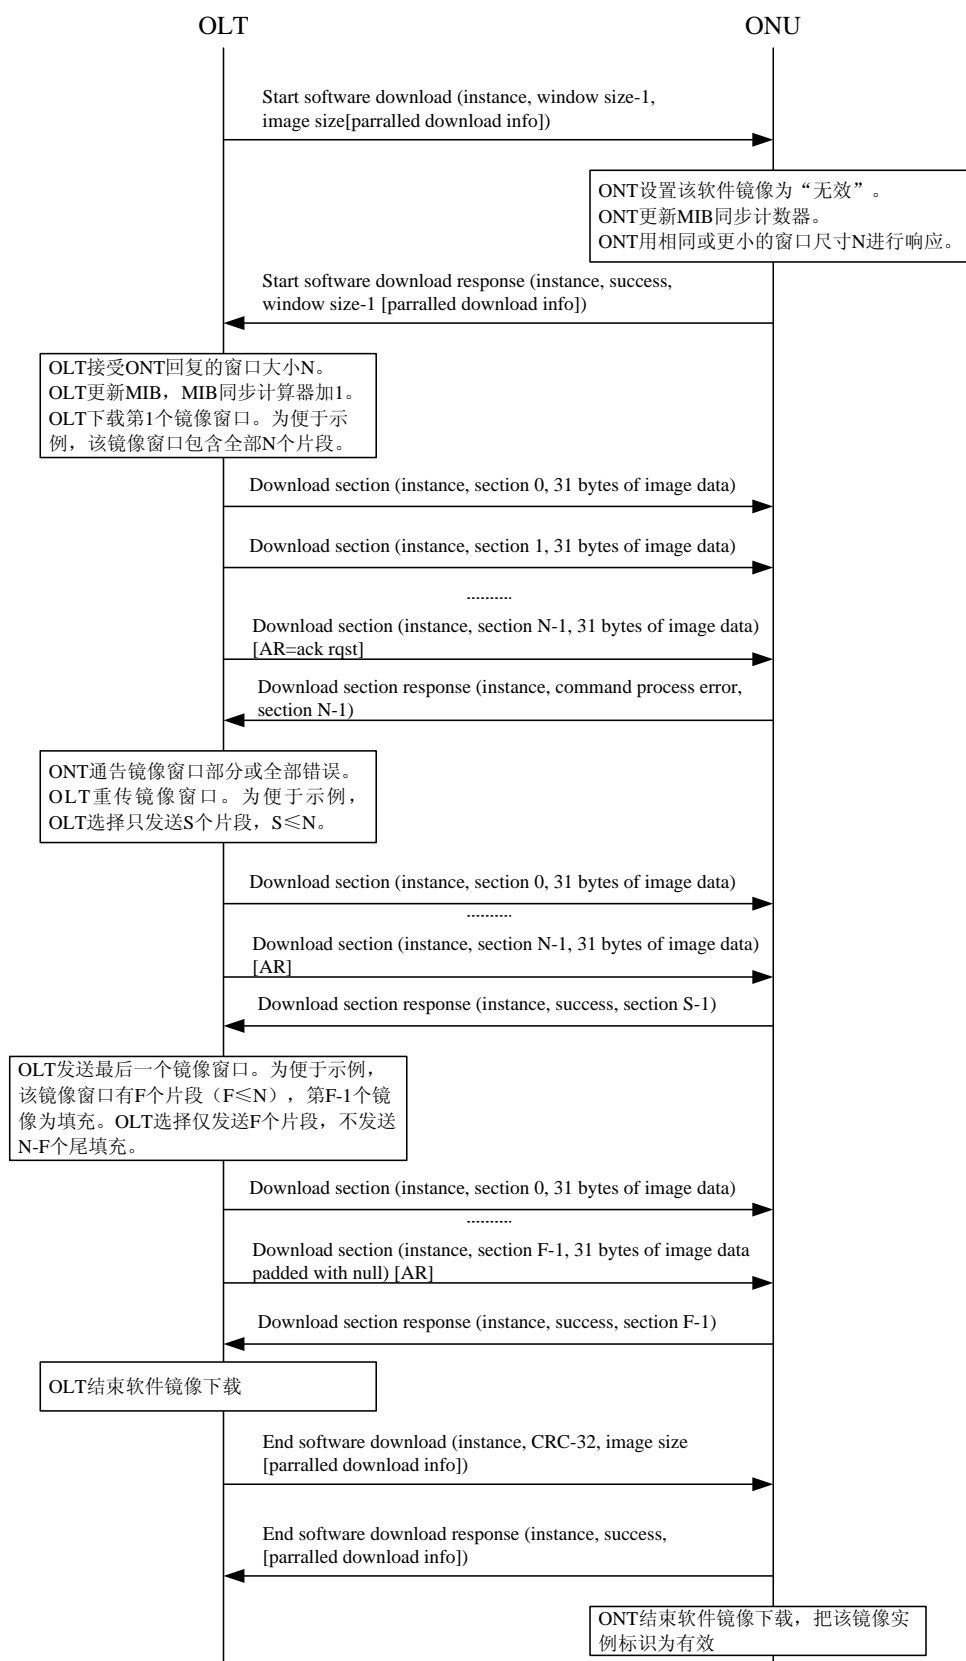 OLT
ONU
Start software download (instance, window size-1,
image size[parralled download info])
ONT设置该软件镜像为“无效”。
ONT更新MIB同步计数器。
ONT用相同或更小的窗口尺寸N进行响应。
Start software download response (instance, success,
window size-1 [parralled download info])
OLT接受ONT回复的窗口大小N。
OLT更新MIB，MIB同步计算器加1。
OLT下载第1个镜像窗口。为便于示
例，该镜像窗口包含全部N个片段。
Download section (instance, section 0, 31 bytes of image data)
Download section (instance, section 1, 31 bytes of image data)
..........
Download section (instance, section N-1, 31 bytes of image data)
[AR=ack rqst]
Download section response (instance, command process error,
section N-1)
ONT通告镜像窗口部分或全部错误。
OLT重传镜像窗口。为便于示例，
OLT选择只发送S个片段，S≤N。
Download section (instance, section 0, 31 bytes of image data)
..........
Download section (instance, section N-1, 31 bytes of image data)
[AR]
Download section response (instance, success, section S-1)
OLT发送最后一个镜像窗口。为便于示例，
该镜像窗口有F个片段（F≤N），第F-1个镜
像为填充。OLT选择仅发送F个片段，不发送
N-F个尾填充。
Download section (instance, section 0, 31 bytes of image data)
..........
Download section (instance, section F-1, 31 bytes of image data
padded with null) [AR]
Download section response (instance, success, section F-1)
OLT结束软件镜像下载
End software download (instance, CRC-32, image size
[parralled download info])
End software download response (instance, success,
[parralled download info])
ONT结束软件镜像下载，把该镜像实
例标识为有效